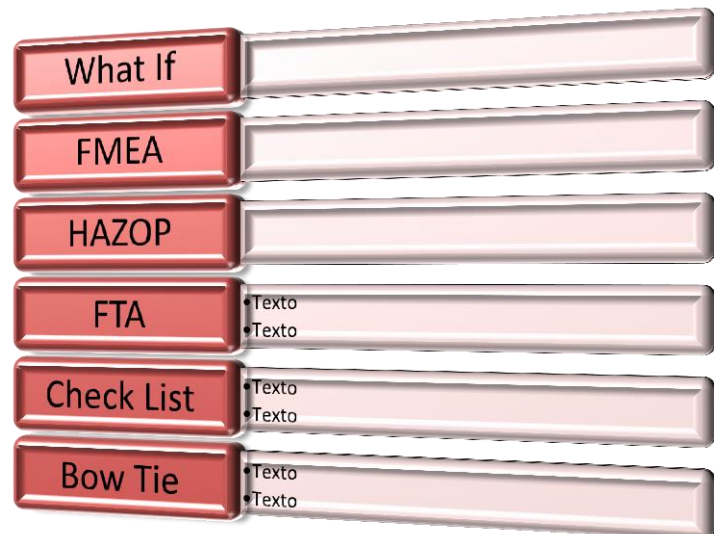 What If
FMEA
HAZOP
FTA
•Texto
•Texto
Check List
•Texto
•Texto
Bow Tie
•Texto
•Texto